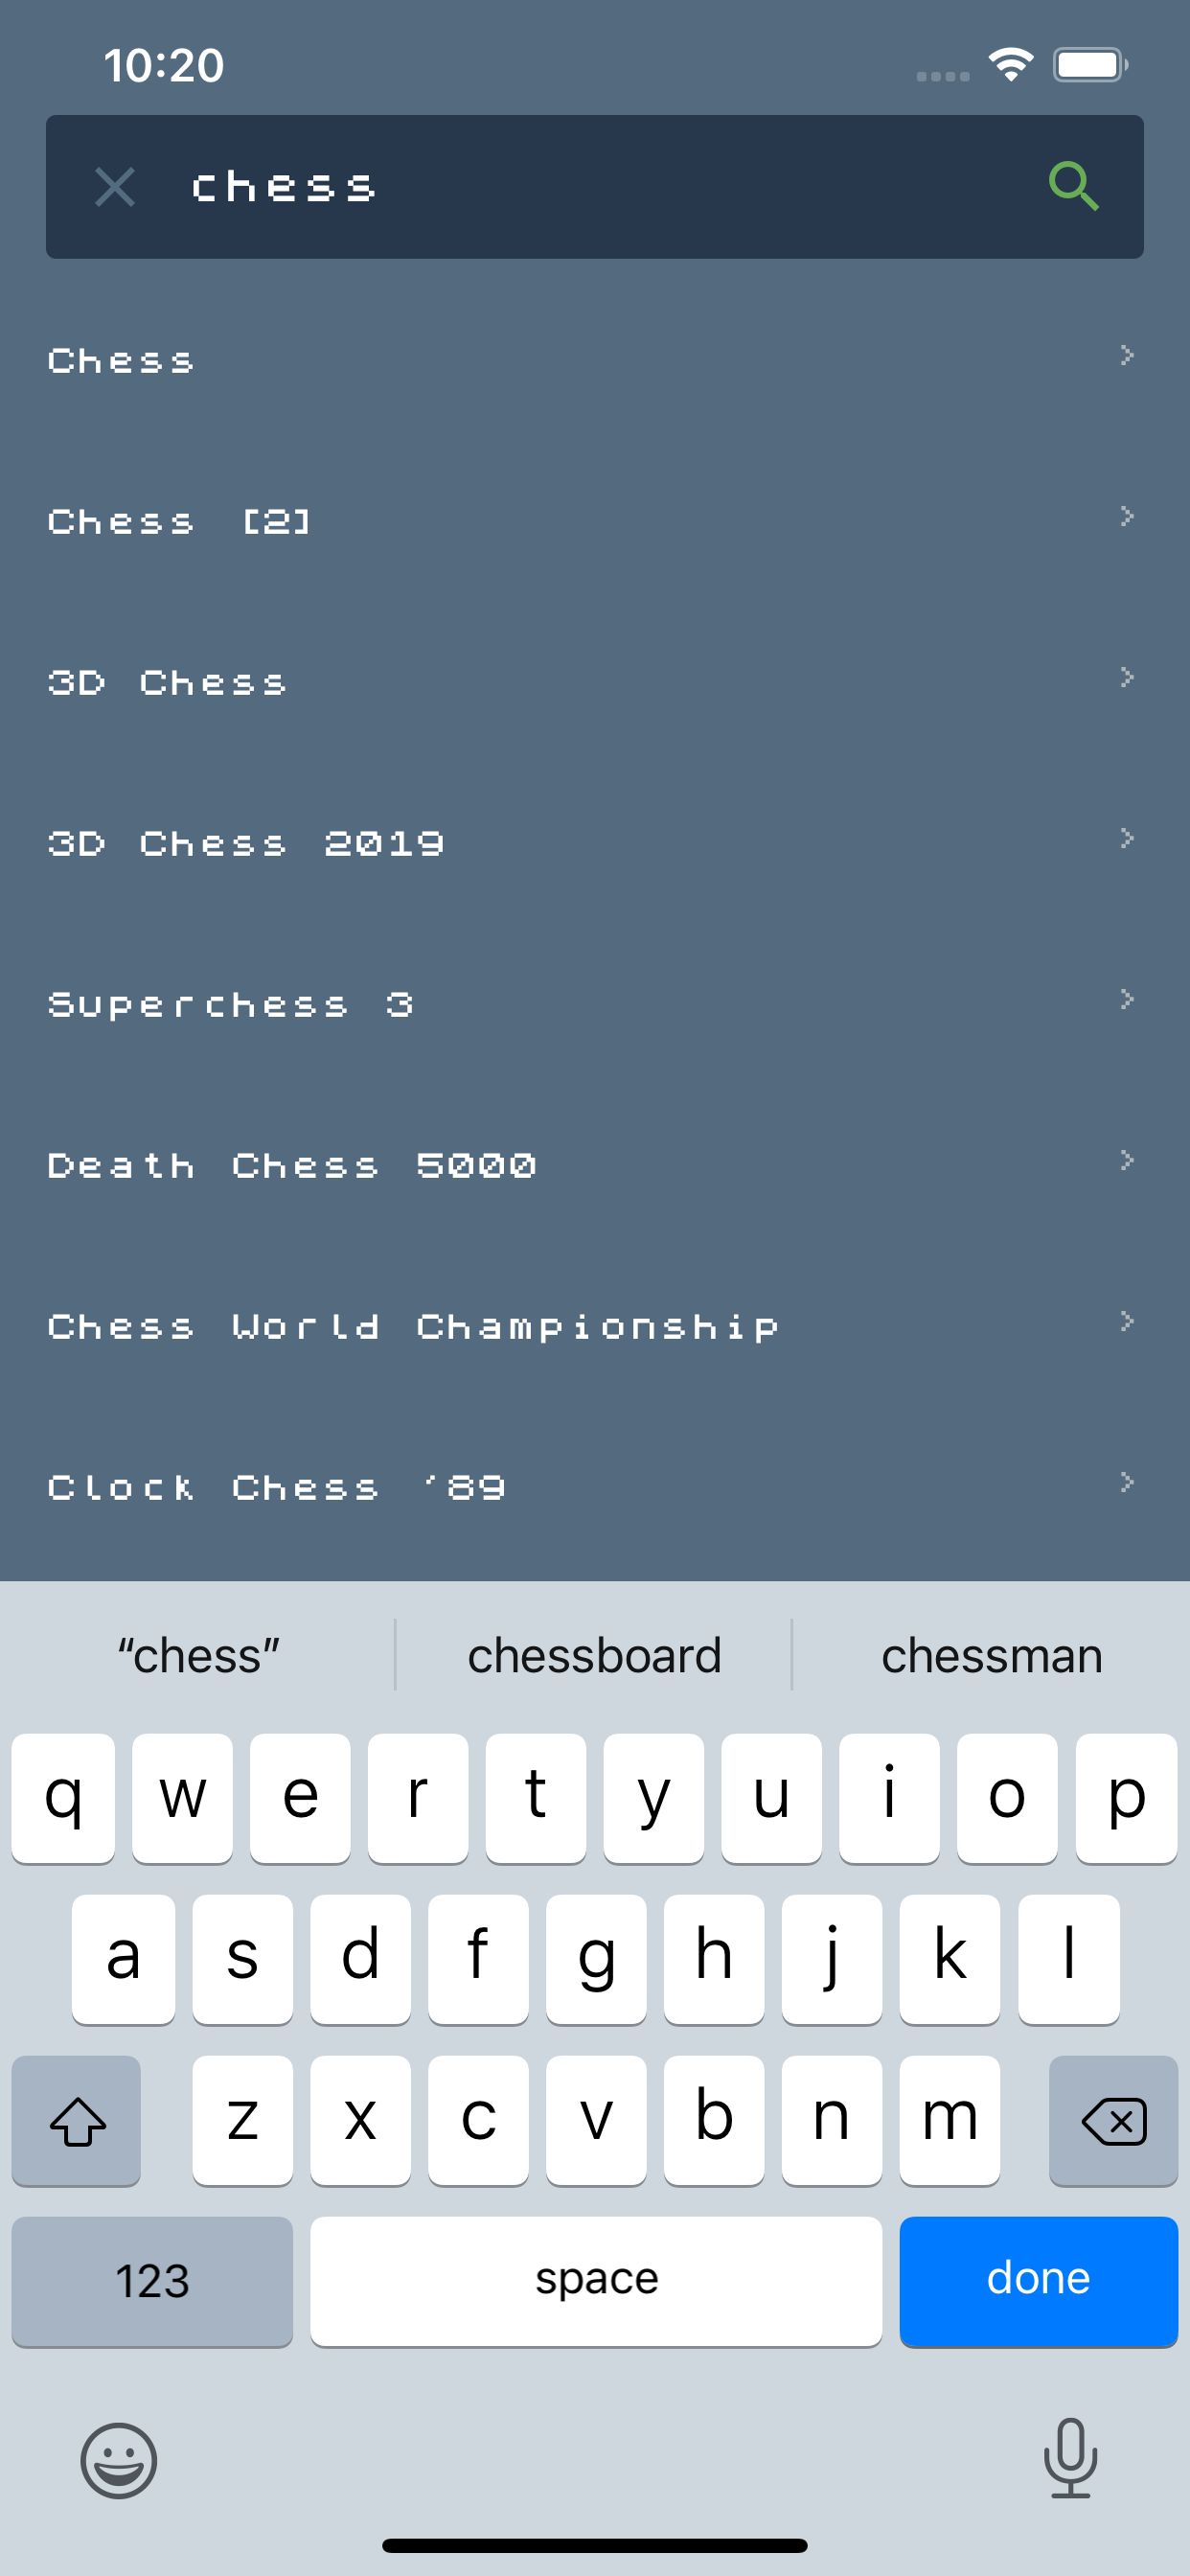 10:20
chess
Chess
Chess [2]
3D Chess
3D Chess 2019
Superchess 3
Death Chess 5000
Chess World Championship
Clock Chess '89
“chess” chessboard chessman
q w e r t y u i o p
a s d f g h j k l
z x c v b n m
123 space done